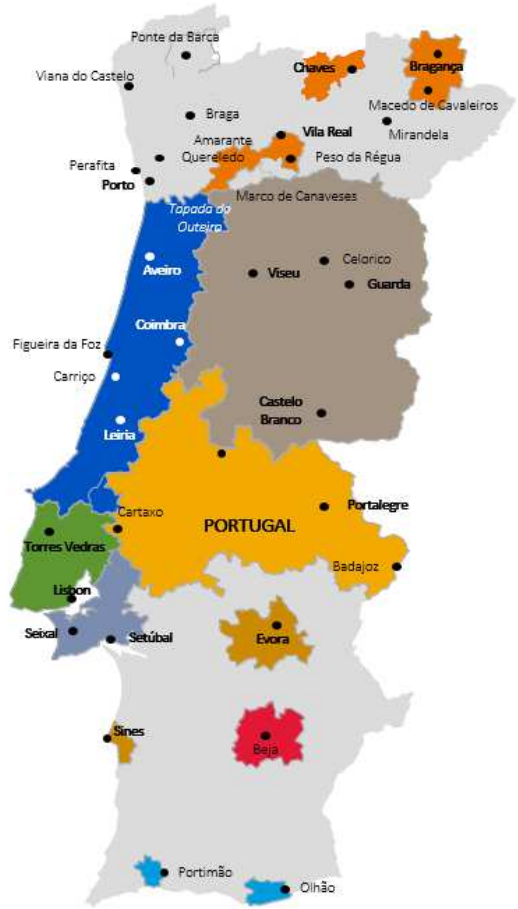 Ponte da Barca
Chaves
Bragança
Viana do Castelo
Macedo de Cavaleiros
Braga
Mirandela
Vila Real
Amarante
Quereledo
Peso da Régua
Perafita
Porto
Marco de Canaveses
Tapada do
Outeiro
Aveiro
Celorico
Viseu
Guarda
Coimbra
Figueira da Foz
Carriço
Castelo
Branco
Leiria
Portalegre
Cartaxo
PORTUGAL
Torres Vedras
Badajoz
Lisbon
Seixal
Setúbal
Evora
Sines
Beja
Portimão
Olhão